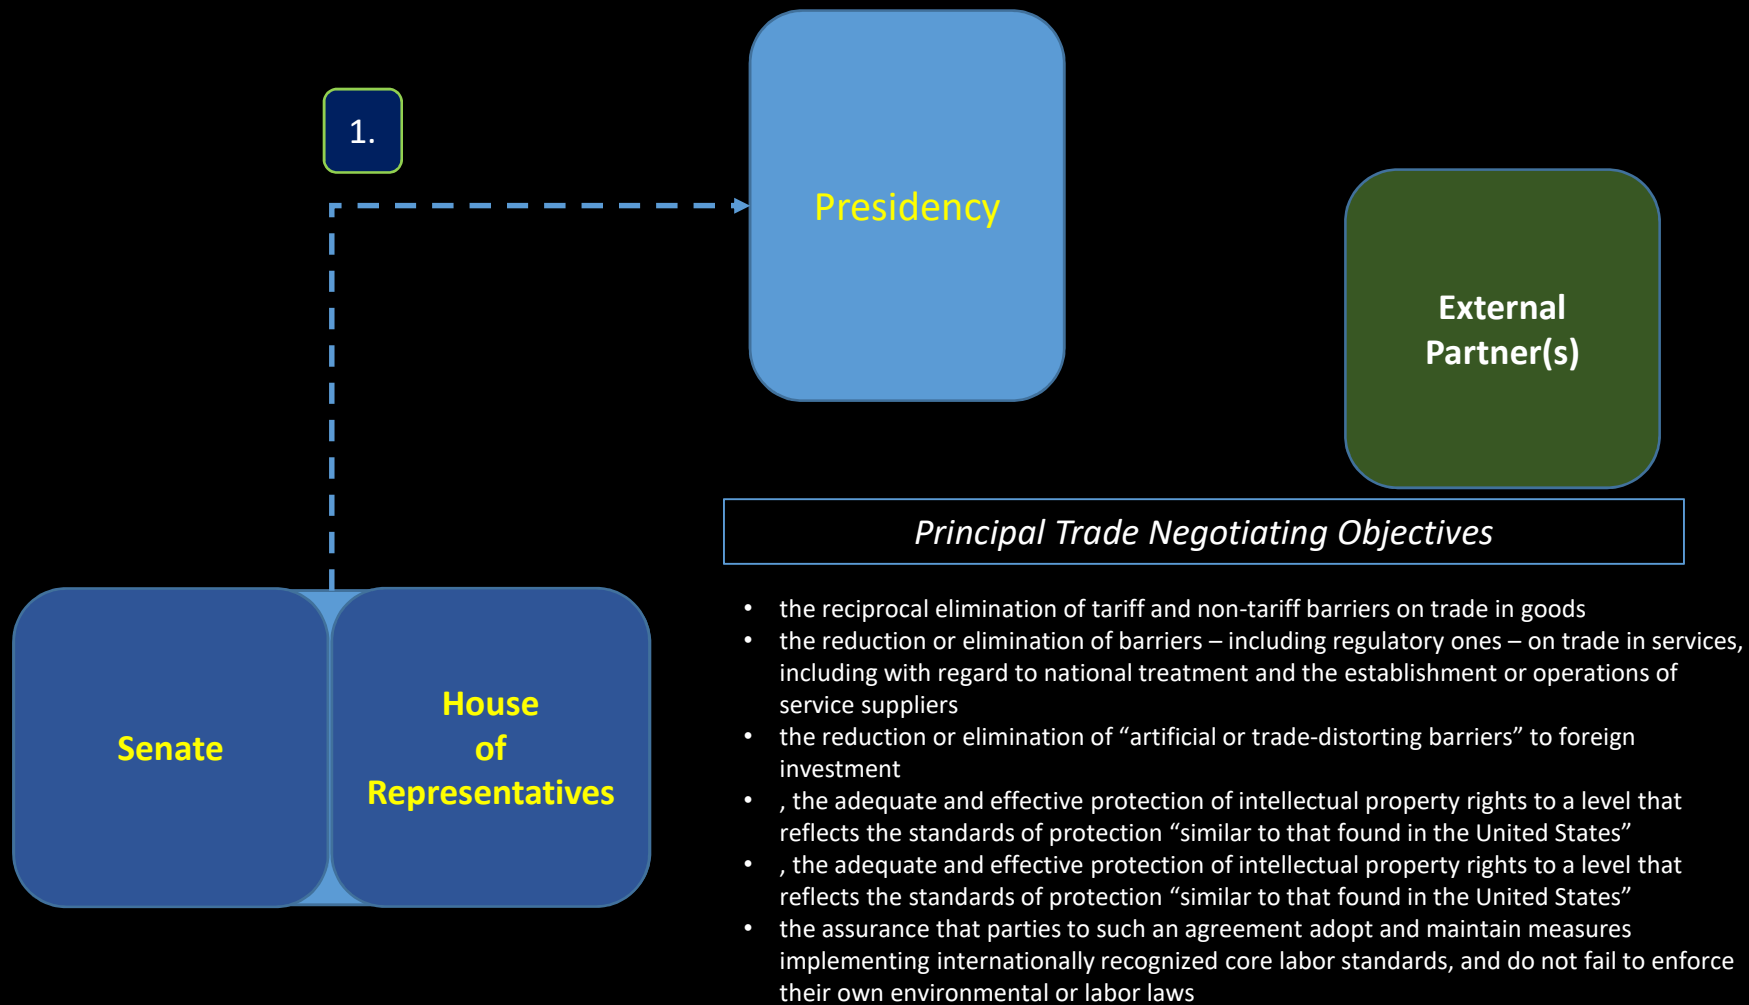 1.
Presidency
External
Partner(s)
Senate
House
of
Representatives
Principal Trade Negotiating Objectives
• the reciprocal elimination of tariff and non-tariff barriers on trade in goods
• the reduction or elimination of barriers – including regulatory ones – on trade in services,
including with regard to national treatment and the establishment or operations of
service suppliers
• the reduction or elimination of “artificial or trade-distorting barriers” to foreign
investment
• , the adequate and effective protection of intellectual property rights to a level that
reflects the standards of protection “similar to that found in the United States”
• , the adequate and effective protection of intellectual property rights to a level that
reflects the standards of protection “similar to that found in the United States”
• the assurance that parties to such an agreement adopt and maintain measures
implementing internationally recognized core labor standards, and do not fail to enforce
their own environmental or labor laws